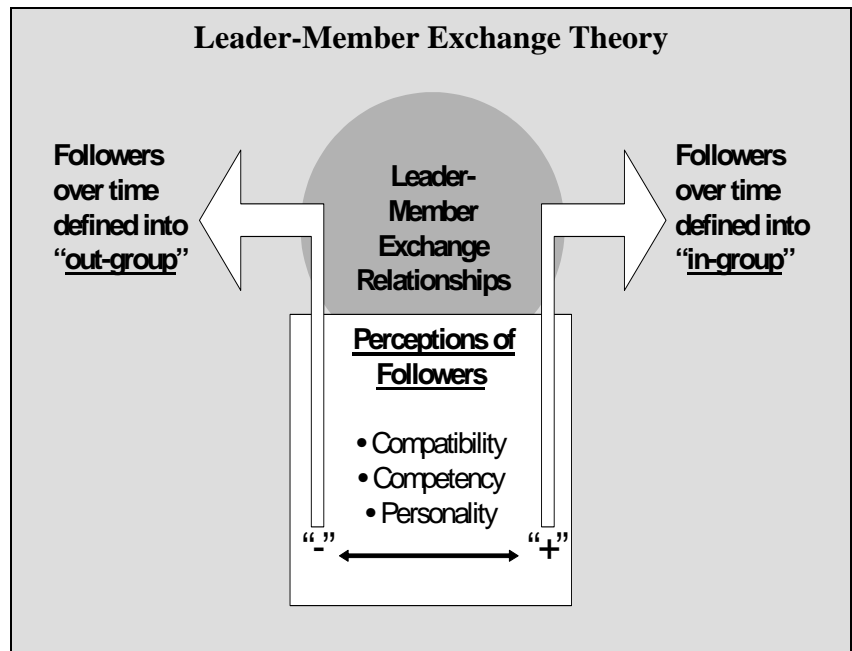 Leader-Member Exchange Theory
Followers
over time
defined into
“out-group”
Leader-
Member
Exchange
Relationships
Followers
over time
defined into
“in-group”
Perceptions of
Followers
• Compatibility
• Competency
• Personality
“-”
“+”